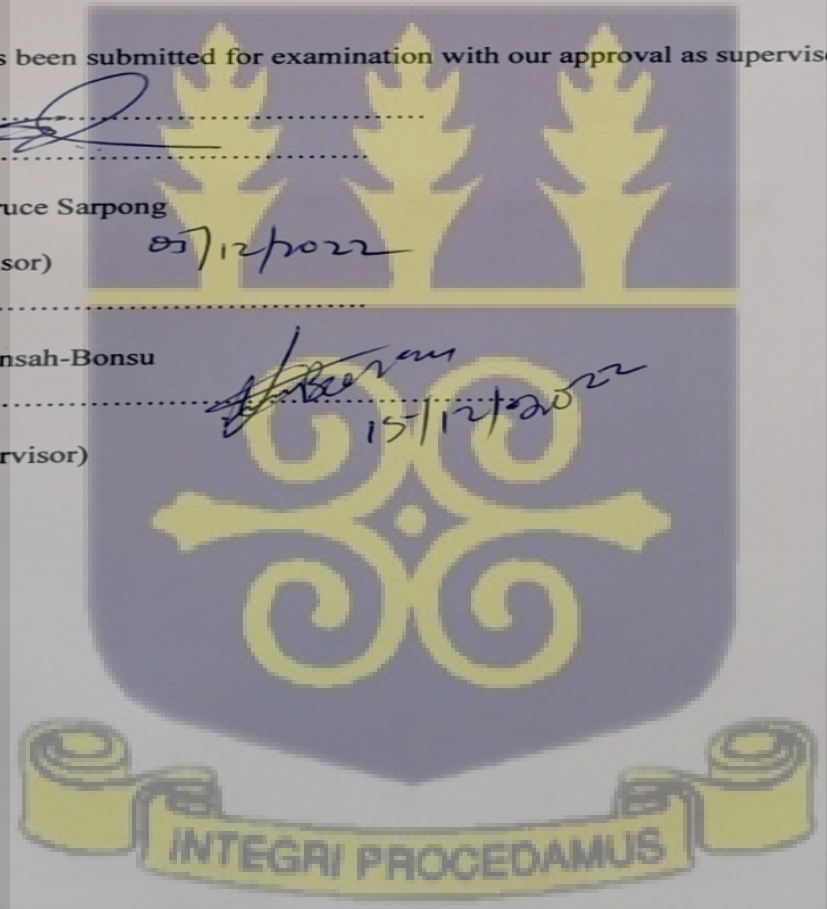 s been submitted for examination with our approval as supervis
uce Sarpong
sor)
05/12/2022
nsah-Bonsu
15/12/2022
rvisor)
INTEGRI PROCEDAMUS